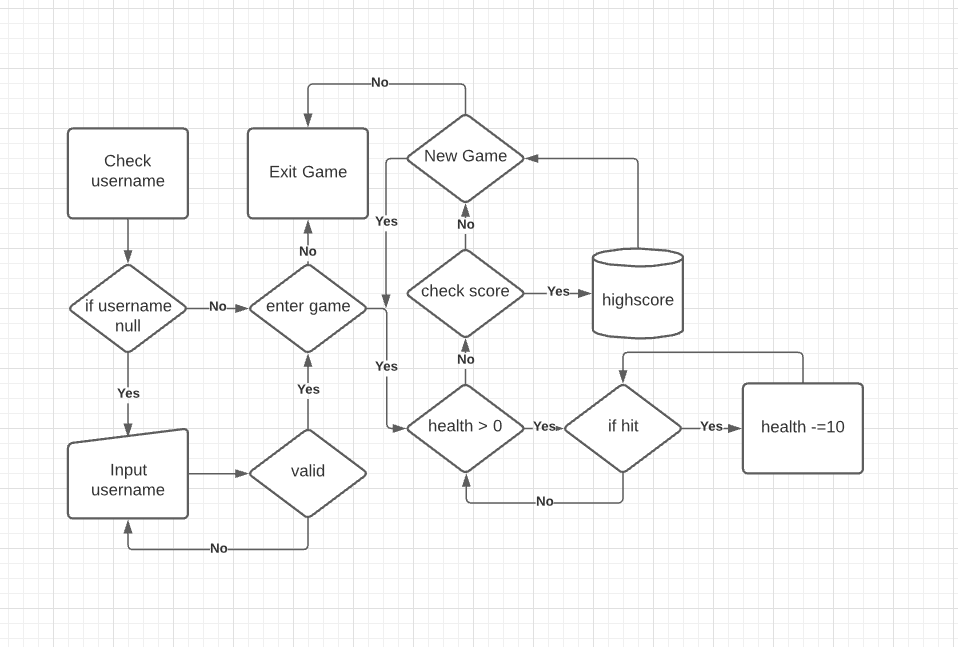 No
Check
username
Exit Game
New Game
Yes
No
No
if username
null
No
enter game
check score
Yes
highscore
Yes
Yes
No
Yes
health > 0
Yes
if hit
Yes
health -=10
Input
username
valid
No
No